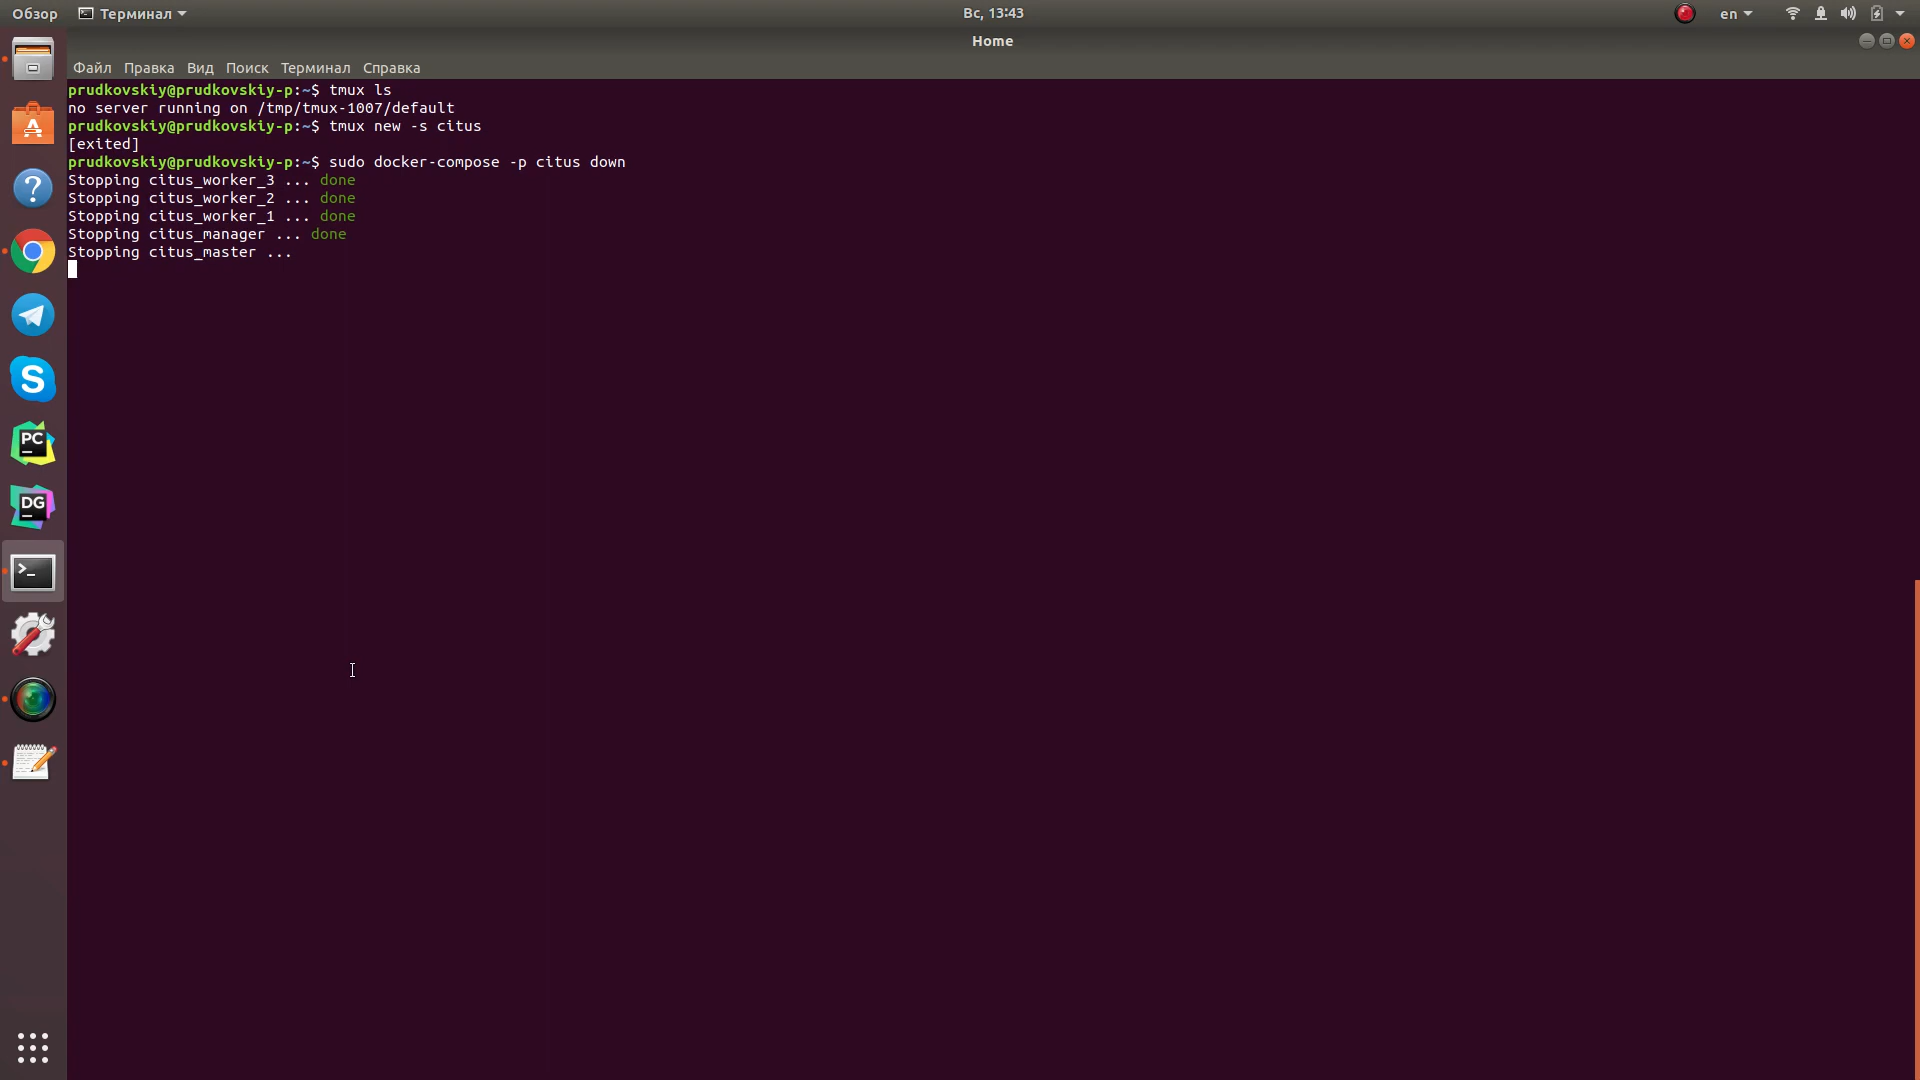 Обзор
Терминал
Вс, 13:43
en
Home
Файл Правка Вид Поиск Терминал Справка
prudkovskiy@prudkovskiy-p:~$ tmux ls
no server running on /tmp/tmux-1007/default
prudkovskiy@prudkovskiy-p:~$ tmux new -s citus
[exited]
prudkovskiy@prudkovskiy-p:~$ sudo docker-compose -p citus down
Stopping citus_worker_3 ... done
Stopping citus_worker_2 ... done
Stopping citus_worker_1 ... done
Stopping citus_manager ... done
Stopping citus_master ...
S
PC
DG